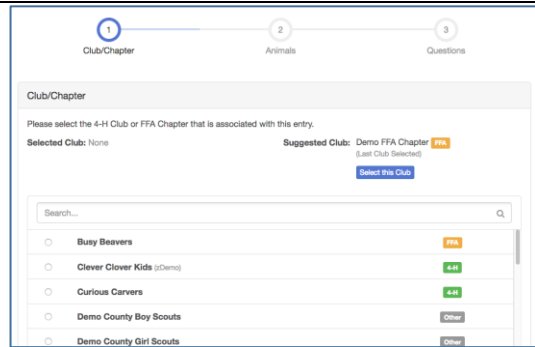 1 2 3
Club/Chapter Animals Questions
Club/Chapter
Please select the 4-H Club or FFA Chapter that is associated with this entry.
Selected Club: None Suggested Club: Demo FFA Chapter FFA
(Last Club Selected)
Select this Club
Search...
Busy Beavers FFA
Clever Clover Kids (zDemo) 4-H
Curious Carvers 4-H
Demo County Boy Scouts Other
Demo County Girl Scouts Other